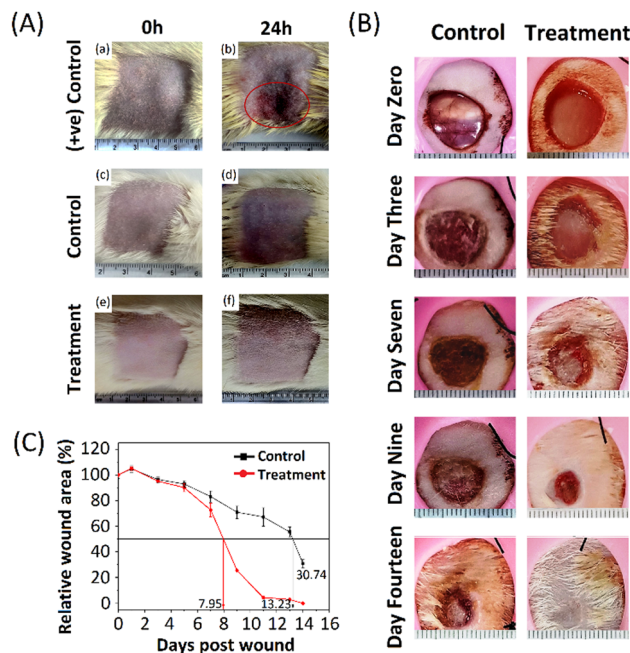 (A)
0h
24h
(+ve) Control
(a)
(b)
Control
(c)
(d)
Treatment
(e)
(f)
(B)
Control
Treatment
Day Zero
Day Three
Day Seven
Day Nine
Day Fourteen
(C)
Relative wound area (%)
120
100
80
60
40
20
0
Control
Treatment
30.74
7.95
13.23
0 2 4 6 8 10 12 14 16
Days post wound